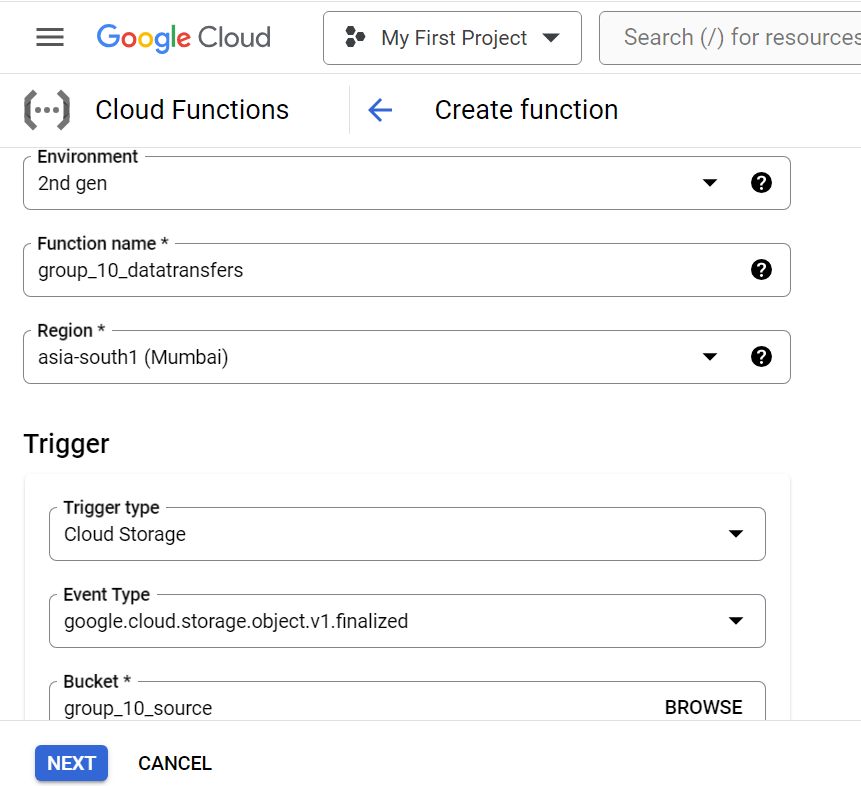 Google Cloud
My First Project
Search (/) for resources
Cloud Functions
Create function
Environment
2nd gen
Function name *
group_10_datatransfers
Region *
asia-south1 (Mumbai)
Trigger
Trigger type
Cloud Storage
Event Type
google.cloud.storage.object.v1.finalized
Bucket *
group_10_source
BROWSE
NEXT
CANCEL